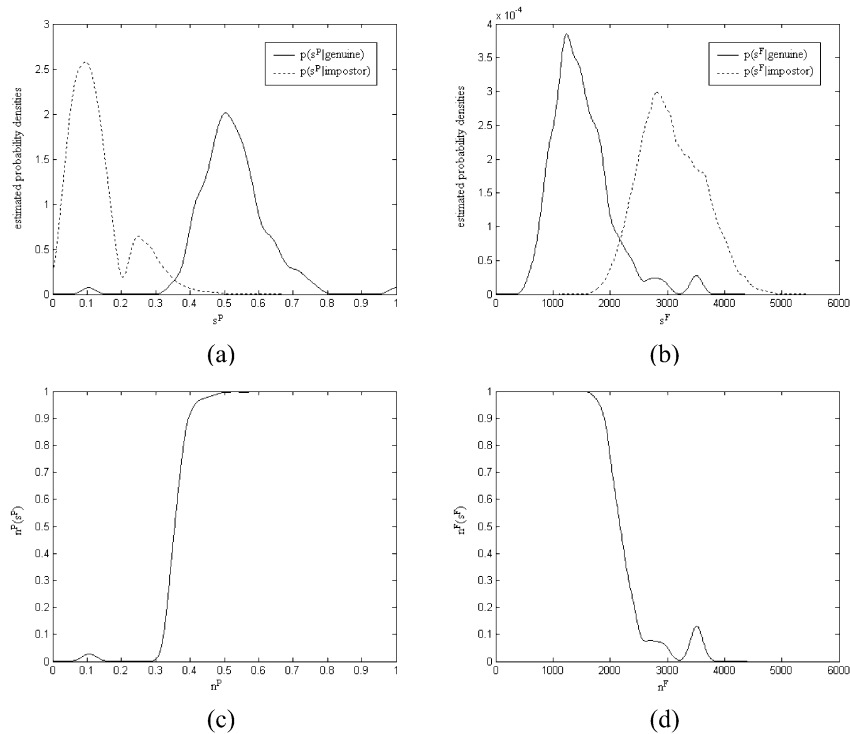 3
2.5
2
1.5
1
0.5
0
0 0.1 0.2 0.3 0.4 0.5 0.6 0.7 0.8 0.9 1
s^P
estimated probability densities
p(s^P|genuine)
p(s^P|impostor)
(a)
× 10^-4
4
3.5
3
2.5
2
1.5
1
0.5
0
0 1000 2000 3000 4000 5000 6000
s^F
estimated probability densities
p(s^F|genuine)
p(s^F|impostor)
(b)
1
0.9
0.8
0.7
0.6
0.5
0.4
0.3
0.2
0.1
0
0 0.1 0.2 0.3 0.4 0.5 0.6 0.7 0.8 0.9 1
n^P
n^P(s^P)
(c)
1
0.9
0.8
0.7
0.6
0.5
0.4
0.3
0.2
0.1
0
0 1000 2000 3000 4000 5000 6000
n^F
n^F(s^F)
(d)